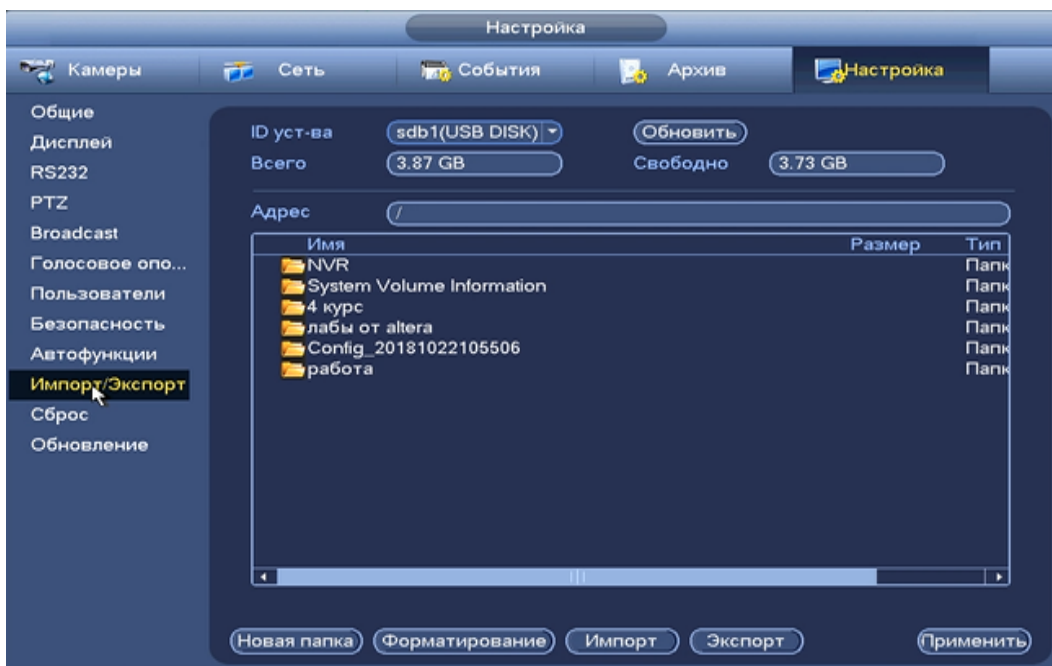 Настройка
Камеры Сеть События Архив Настройка
Общие
Дисплей
RS232
PTZ
Broadcast
Голосовое опо...
Пользователи
Безопасность
Автофункции
Импорт/Экспорт
Сброс
Обновление
ID уст-ва sdb1(USB DISK) Обновить
Всего 3.87 GB Свободно 3.73 GB
Адрес /
Имя Размер Тип
NVR Папк
System Volume Information Папк
4 курс Папк
лабы от altera Папк
Config_20181022105506 Папк
работа Папк
Новая папка Форматирование Импорт Экспорт Применить